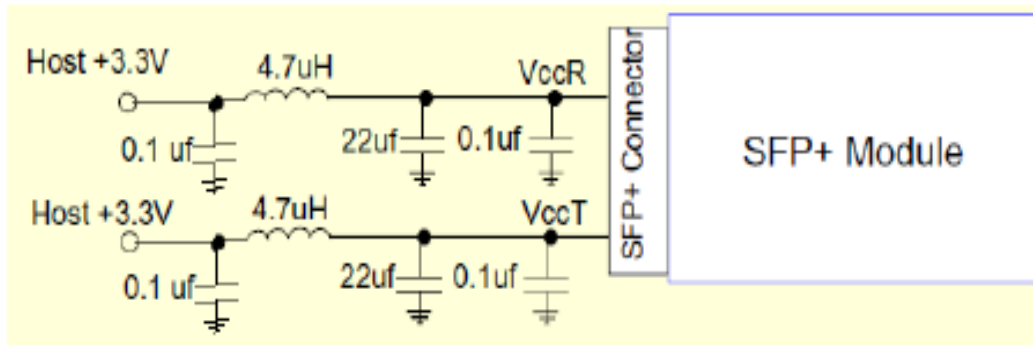 Host +3.3V
4.7uH
VccR
0.1 uf
22uf
0.1uf
Host +3.3V
4.7uH
VccT
0.1 uf
22uf
0.1uf
SFP+ Connector
SFP+ Module